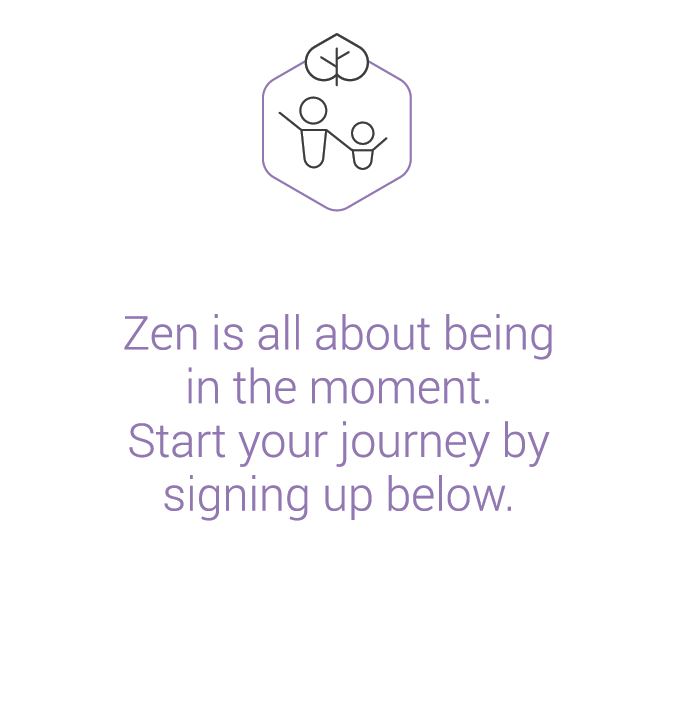 Zen is all about being
in the moment.
Start your journey by
signing up below.